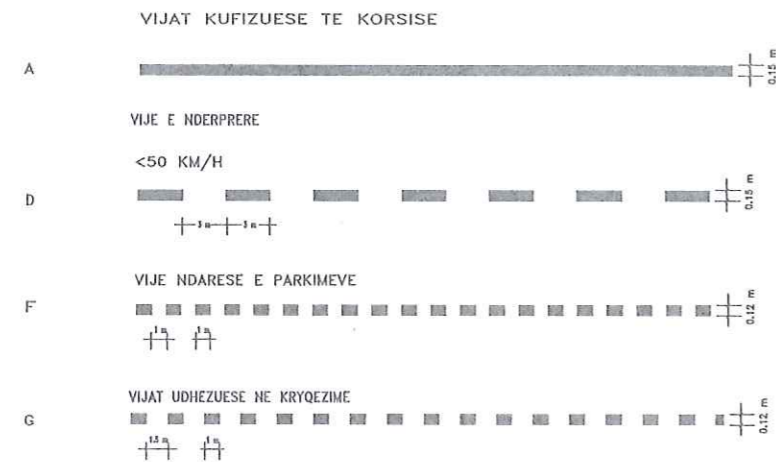 VIJAT KUFIZUESE TE KORSISE
A
0.15 m
VIJE E NDERPRERE
<50 KM/H
D
0.15 m
3 m 3 m
VIJE NDARESE E PARKIMEVE
F
0.12 m
1 m 1 m
VIJAT UDHEZUESE NE KRYQEZIME
G
0.12 m
1.5 m 1 m